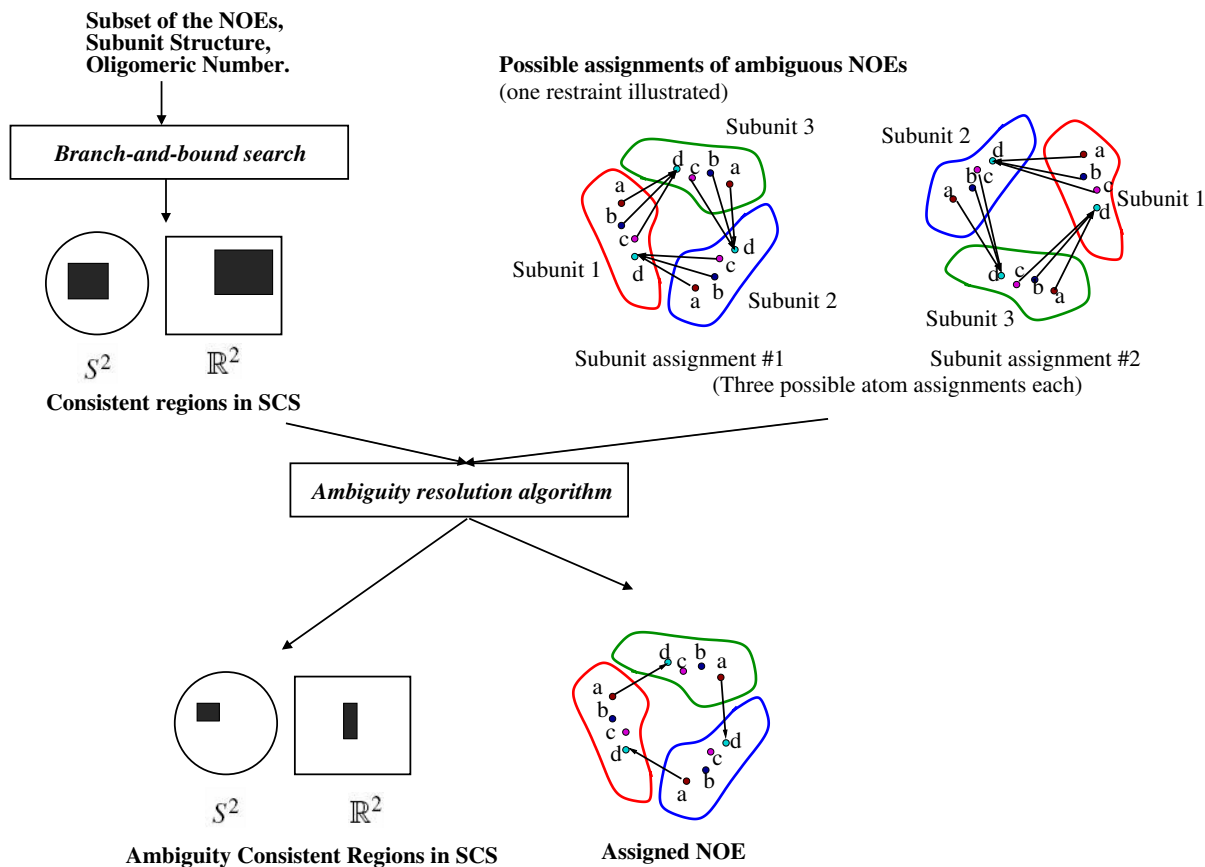 Subset of the NOEs,
Subunit Structure,
Oligomeric Number.
Branch-and-bound search
S²
ℝ²
Consistent regions in SCS
Possible assignments of ambiguous NOEs
(one restraint illustrated)
Subunit 3
d
c
b
a
a
b
c
d
Subunit 1
d
c
b
a
Subunit 2
Subunit assignment #1
Subunit 2
d
c
b
a
a
b
c
d
Subunit 1
d
c
b
a
Subunit 3
Subunit assignment #2
(Three possible atom assignments each)
Ambiguity resolution algorithm
S²
ℝ²
Ambiguity Consistent Regions in SCS
d
c
b
a
a
b
c
d
d
c
b
a
Assigned NOE